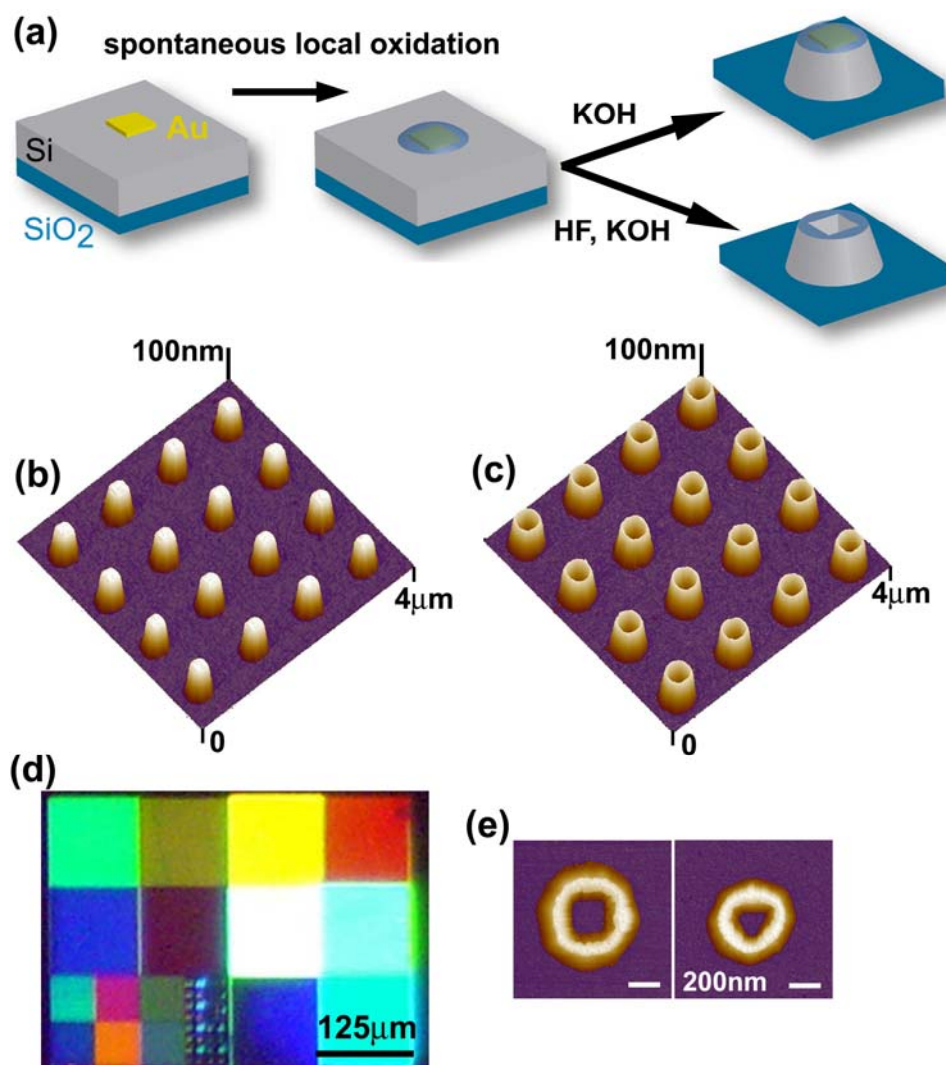 (a)
spontaneous local oxidation
Au
Si
SiO2
KOH
HF, KOH
100nm
100nm
(b)
(c)
4μm
4μm
0
0
(d)
(e)
125μm
200nm